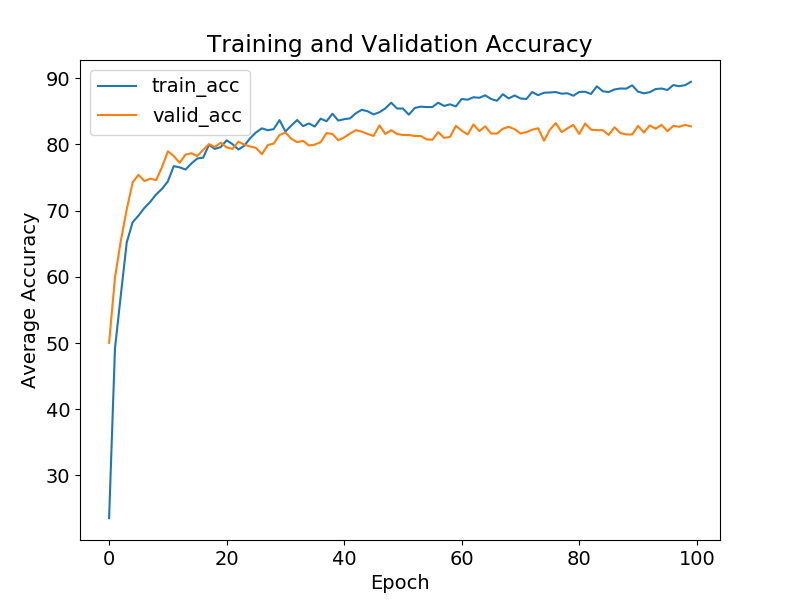 Training and Validation Accuracy
train_acc
valid_acc
90
80
70
60
50
40
30
Average Accuracy
0 20 40 60 80 100
Epoch